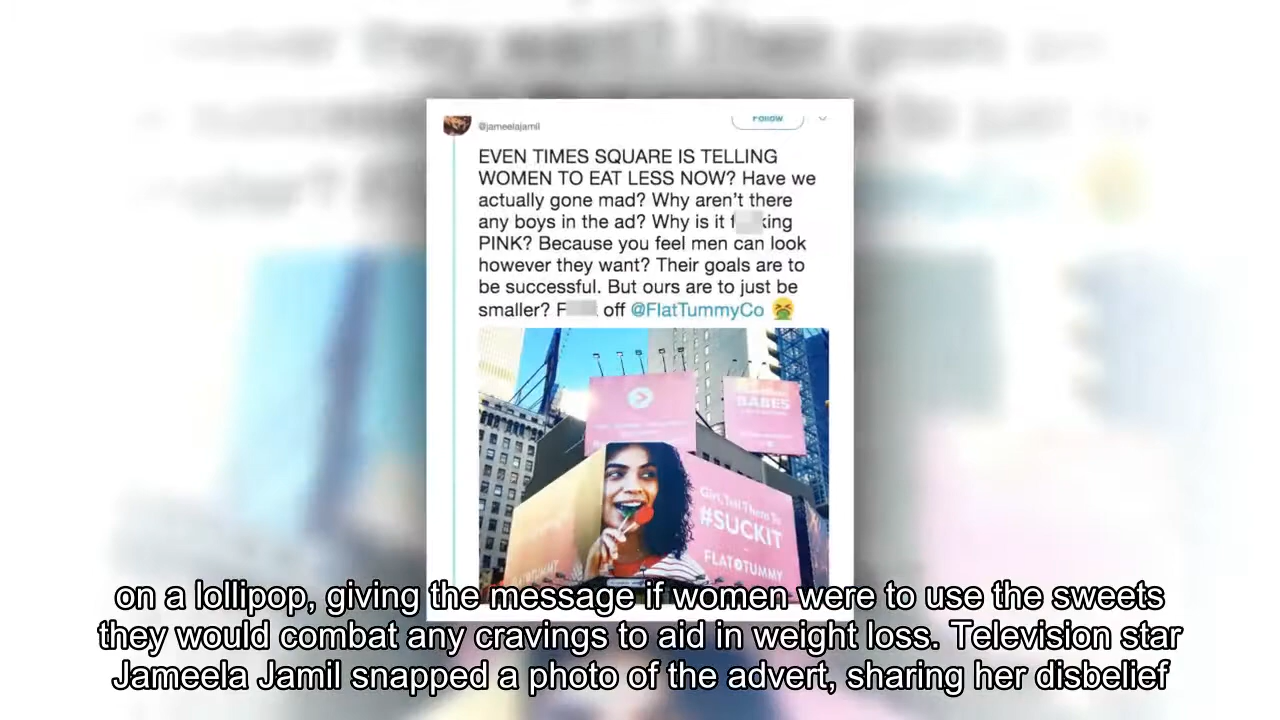 @jameelajamil
Follow
EVEN TIMES SQUARE IS TELLING
WOMEN TO EAT LESS NOW? Have we
actually gone mad? Why aren't there
any boys in the ad? Why is it f king
PINK? Because you feel men can look
however they want? Their goals are to
be successful. But ours are to just be
smaller? F off @FlatTummyCo 🤮
BABES
Girl, Tell Them To
#SUCKIT
FLATTUMMY
on a lollipop, giving the message if women were to use the sweets
they would combat any cravings to aid in weight loss. Television star
Jameela Jamil snapped a photo of the advert, sharing her disbelief